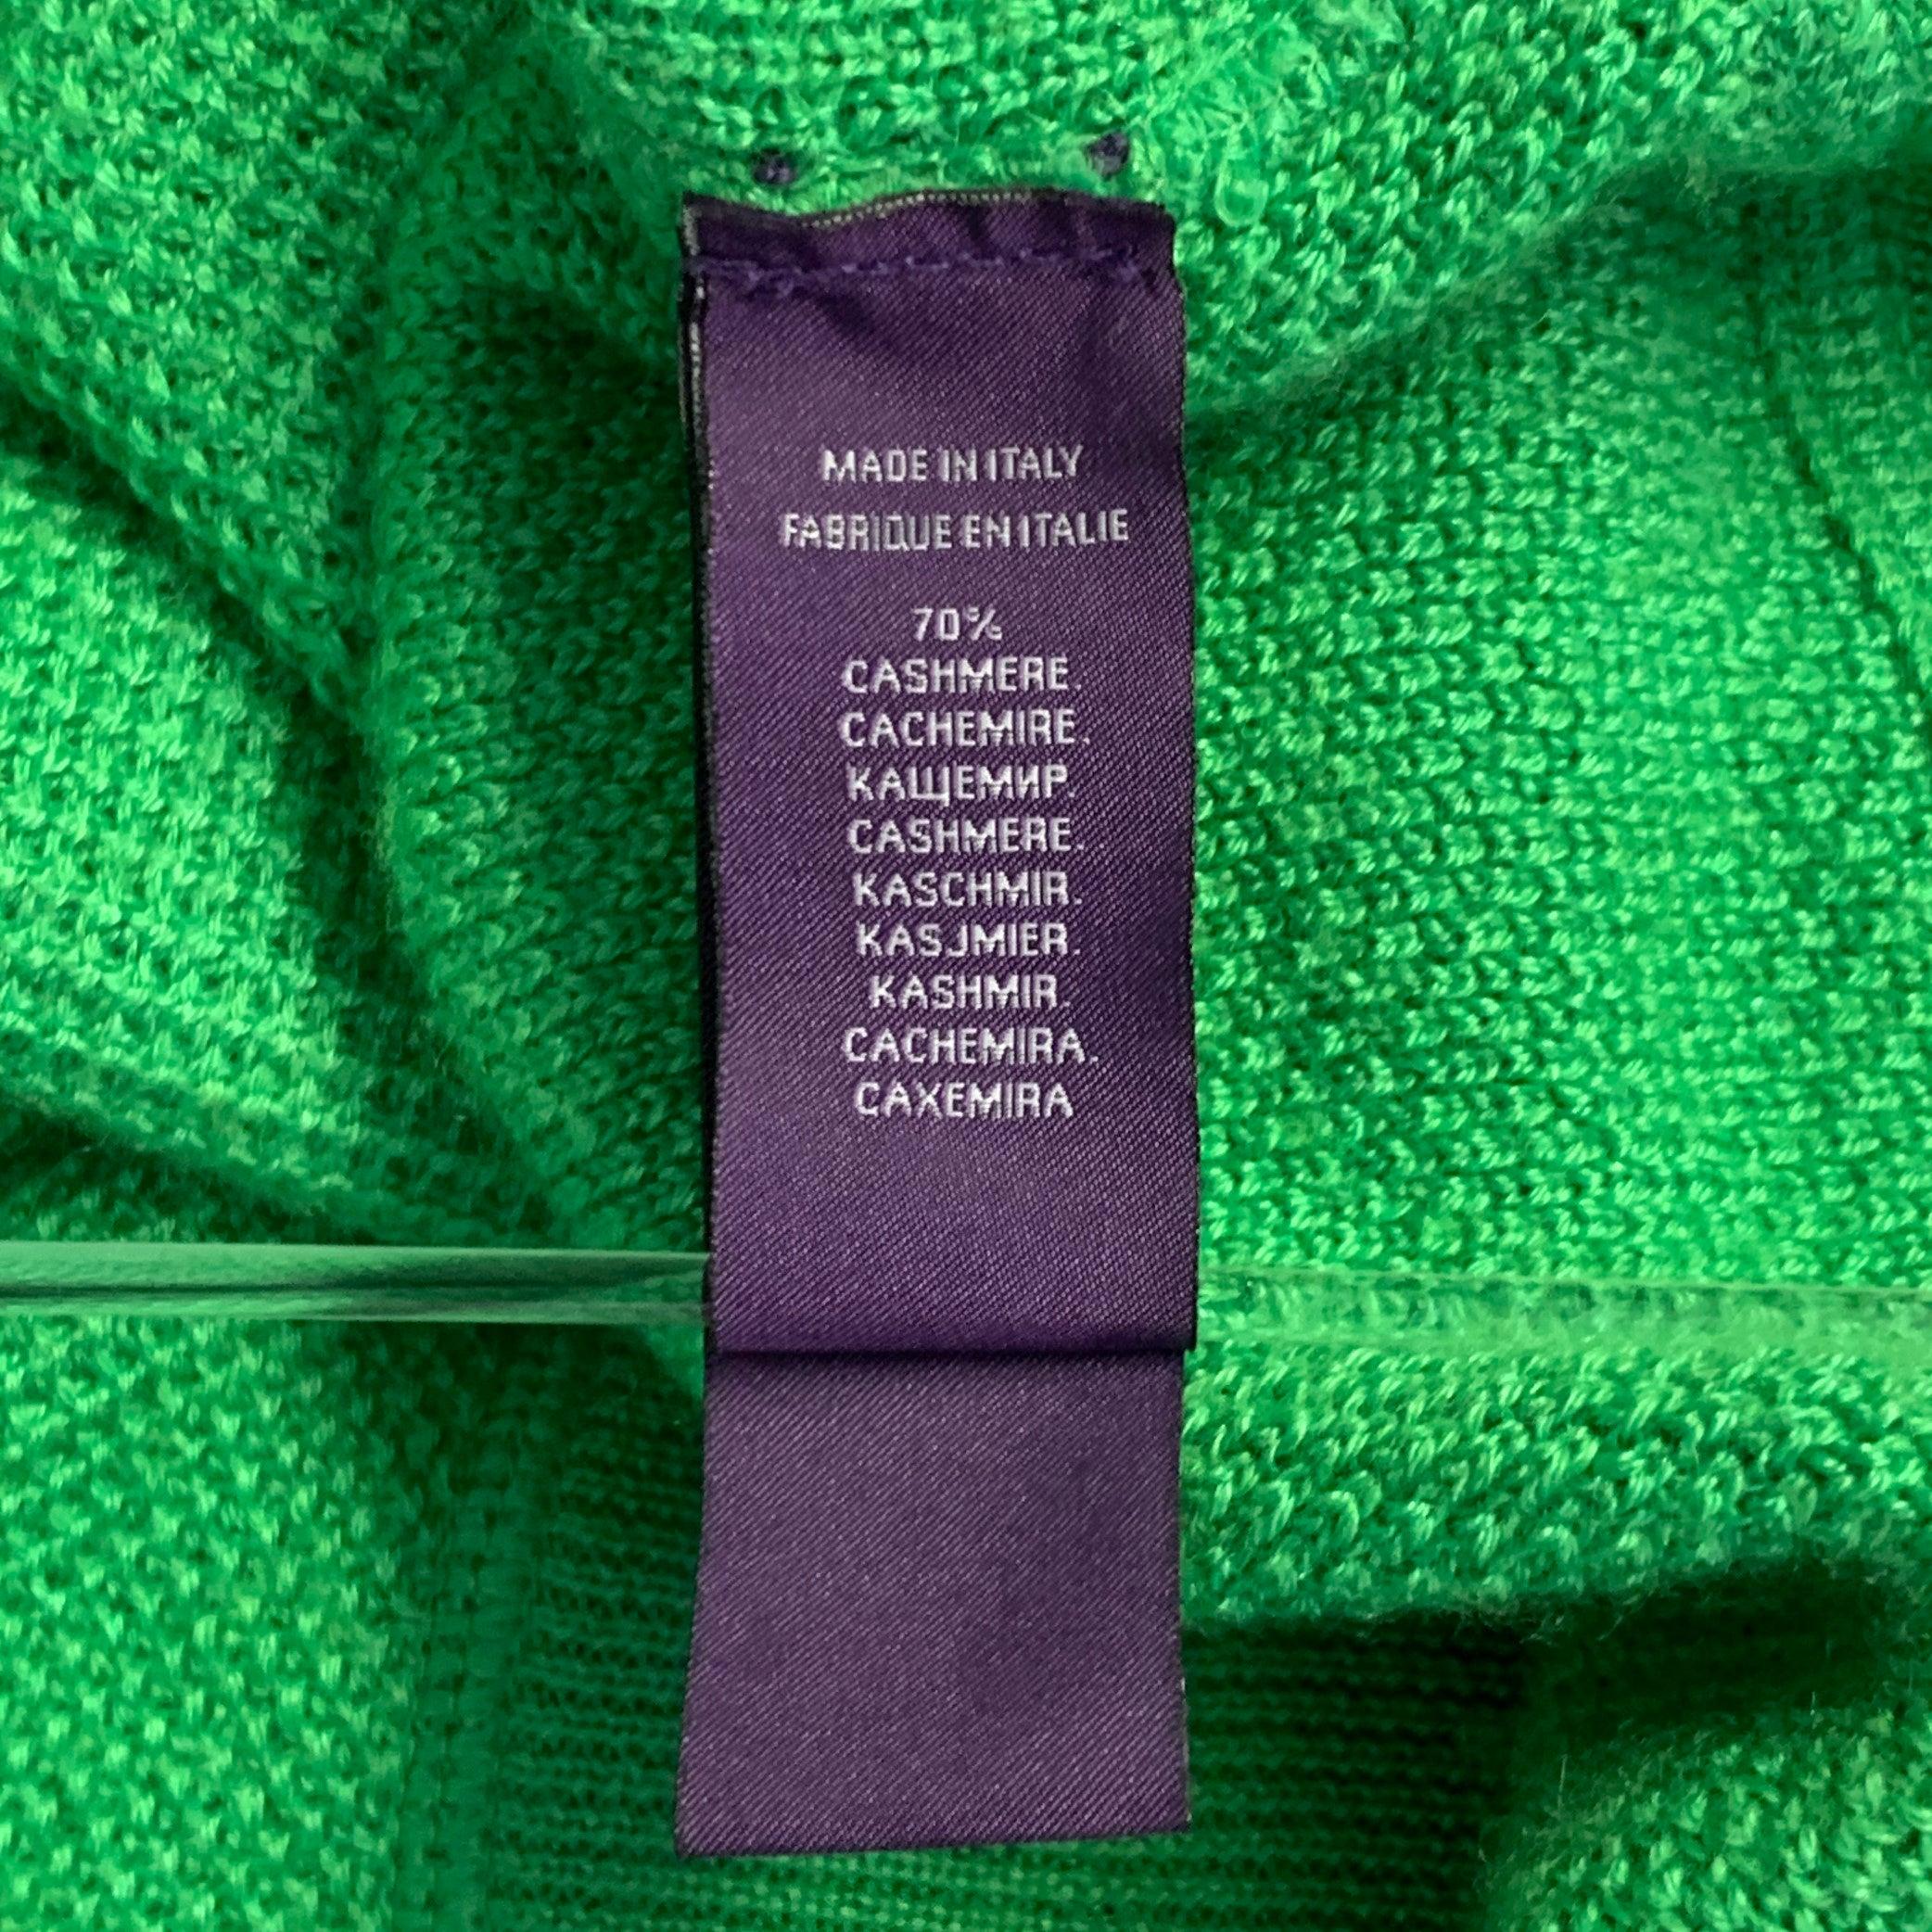 MADE IN ITALY
FABRIQUE EN ITALIE
70%
CASHMERE.
CACHEMIRE.
КАЩЕМИР.
CASHMERE.
KASCHMIR.
KASJMIER.
KASHMIR.
CACHEMIRA.
CAXEMIRA